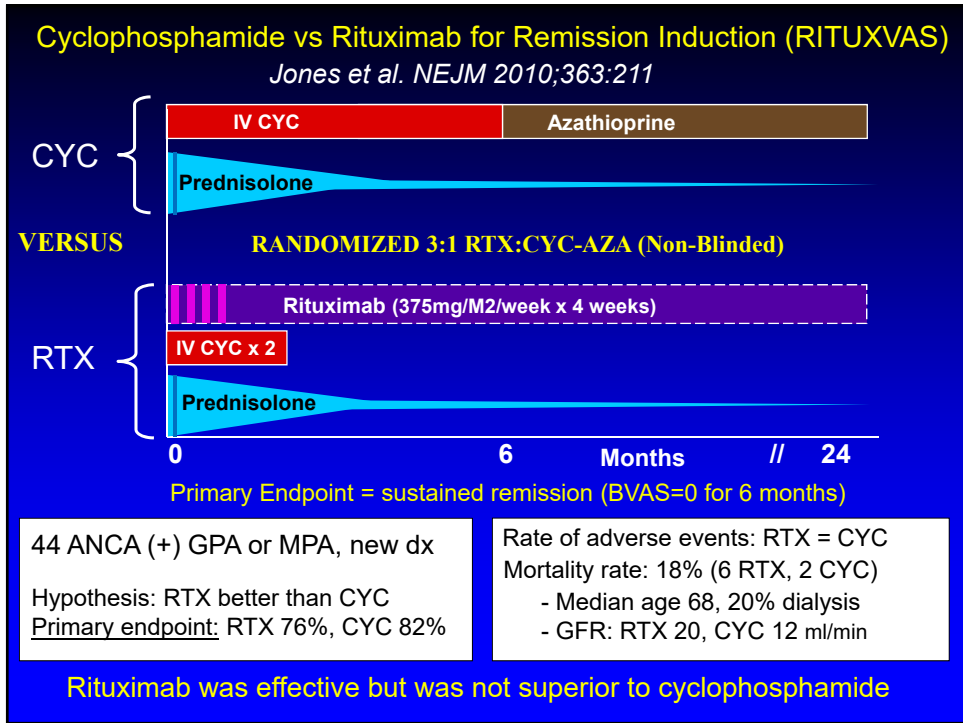 Cyclophosphamide vs Rituximab for Remission Induction (RITUXVAS)
Jones et al. NEJM 2010;363:211
IV CYC
Azathioprine
CYC
Prednisolone
VERSUS
RANDOMIZED 3:1 RTX:CYC-AZA (Non-Blinded)
Rituximab (375mg/M2/week x 4 weeks)
RTX
IV CYC x 2
Prednisolone
0
6
Months
//
24
Primary Endpoint = sustained remission (BVAS=0 for 6 months)
44 ANCA (+) GPA or MPA, new dx
Hypothesis: RTX better than CYC
Primary endpoint: RTX 76%, CYC 82%
Rate of adverse events: RTX = CYC
Mortality rate: 18% (6 RTX, 2 CYC)
- Median age 68, 20% dialysis
- GFR: RTX 20, CYC 12 ml/min
Rituximab was effective but was not superior to cyclophosphamide